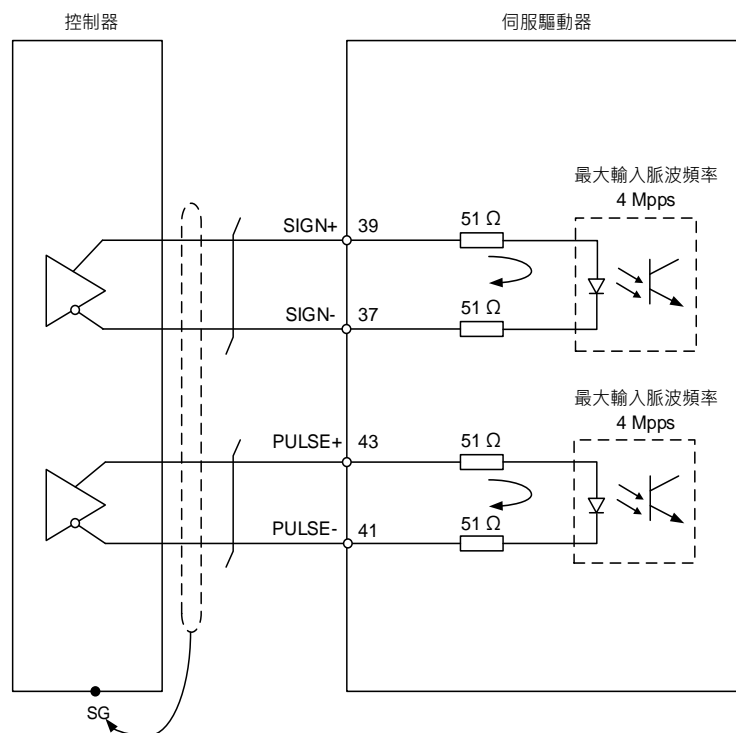 控制器
伺服驅動器
最大輸入脈波頻率
4 Mpps
SIGN+
39
51 Ω
SIGN-
37
51 Ω
最大輸入脈波頻率
4 Mpps
PULSE+
43
51 Ω
PULSE-
41
51 Ω
SG